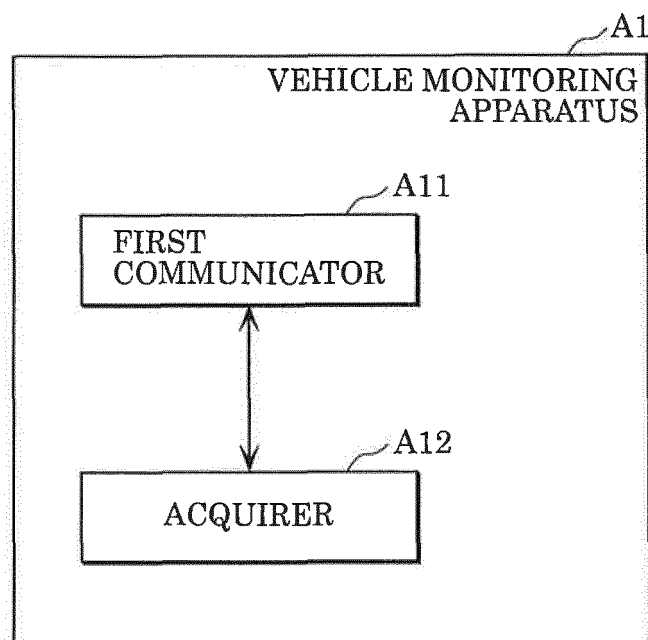 A1
VEHICLE MONITORING
APPARATUS
A11
FIRST
COMMUNICATOR
A12
ACQUIRER